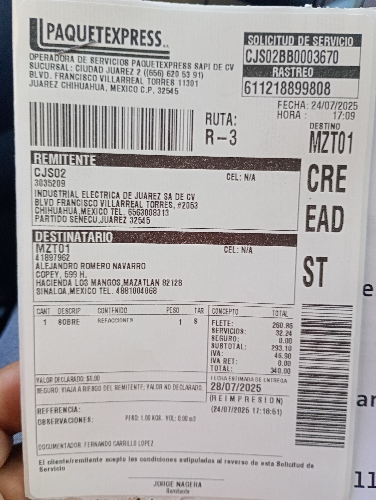 PAQUETEXPRESS
SOLICITUD DE SERVICIO
CJS02BB0003670
RASTREO
611218899808
OPERADORA DE SERVICIOS PAQUETEXPRESS SAPI DE CV
SUCURSAL: CIUDAD JUAREZ 2 ((656) 620 53 91)
BLVD. FRANCISCO VILLARREAL TORRES 11301
JUAREZ CHIHUAHUA, MEXICO C.P. 32545
FECHA: 24/07/2025
HORA : 17:09
RUTA:
R-3
DESTINO
MZT01
CRE
EAD
ST
REMITENTE
CJS02 CEL: N/A
3035209
INDUSTRIAL ELECTRICA DE JUAREZ SA DE CV
BLVD FRANCISCO VILLARREAL TORRES, #2053
CHIHUAHUA,MEXICO TEL. 6563008313
PARTIDO SENECU,JUAREZ 32545
DESTINATARIO
MZT01 CEL: N/A
41897962
ALEJANDRO ROMERO NAVARRO
COPEY, 599 H.
HACIENDA LOS MANGOS,MAZATLAN 82128
SINALOA,MEXICO TEL. 4881004668
CANT DESCRIP CONTENIDO PESO TAR
1 SOBRE REFACCIONES 1 S
CONCEPTO TOTAL
FLETE: 260.86
SERVICIOS: 32.24
SEGURO: 0.00
SUBTOTAL: 293.10
IVA: 46.90
IVA RET: 0.00
TOTAL: 340.00
VALOR DECLARADO: $0.00
SEGURO: VIAJA A RIESGO DEL REMITENTE, VALOR NO DECLARADO.
FECHA ESTIMADA DE ENTREGA
28/07/2025
(REIMPRESION)
(24/07/2025 17:18:51)
REFERENCIA:
OBSERVACIONES: PESO: 1.00 KGR. VOL: 0.00 m3
DOCUMENTADOR: FERNANDO CARRILLO LOPEZ
El cliente/remitente acepta las condiciones estipuladas al reverso de esta Solicitud de
Servicio
JORGE NAGERA
Remitente